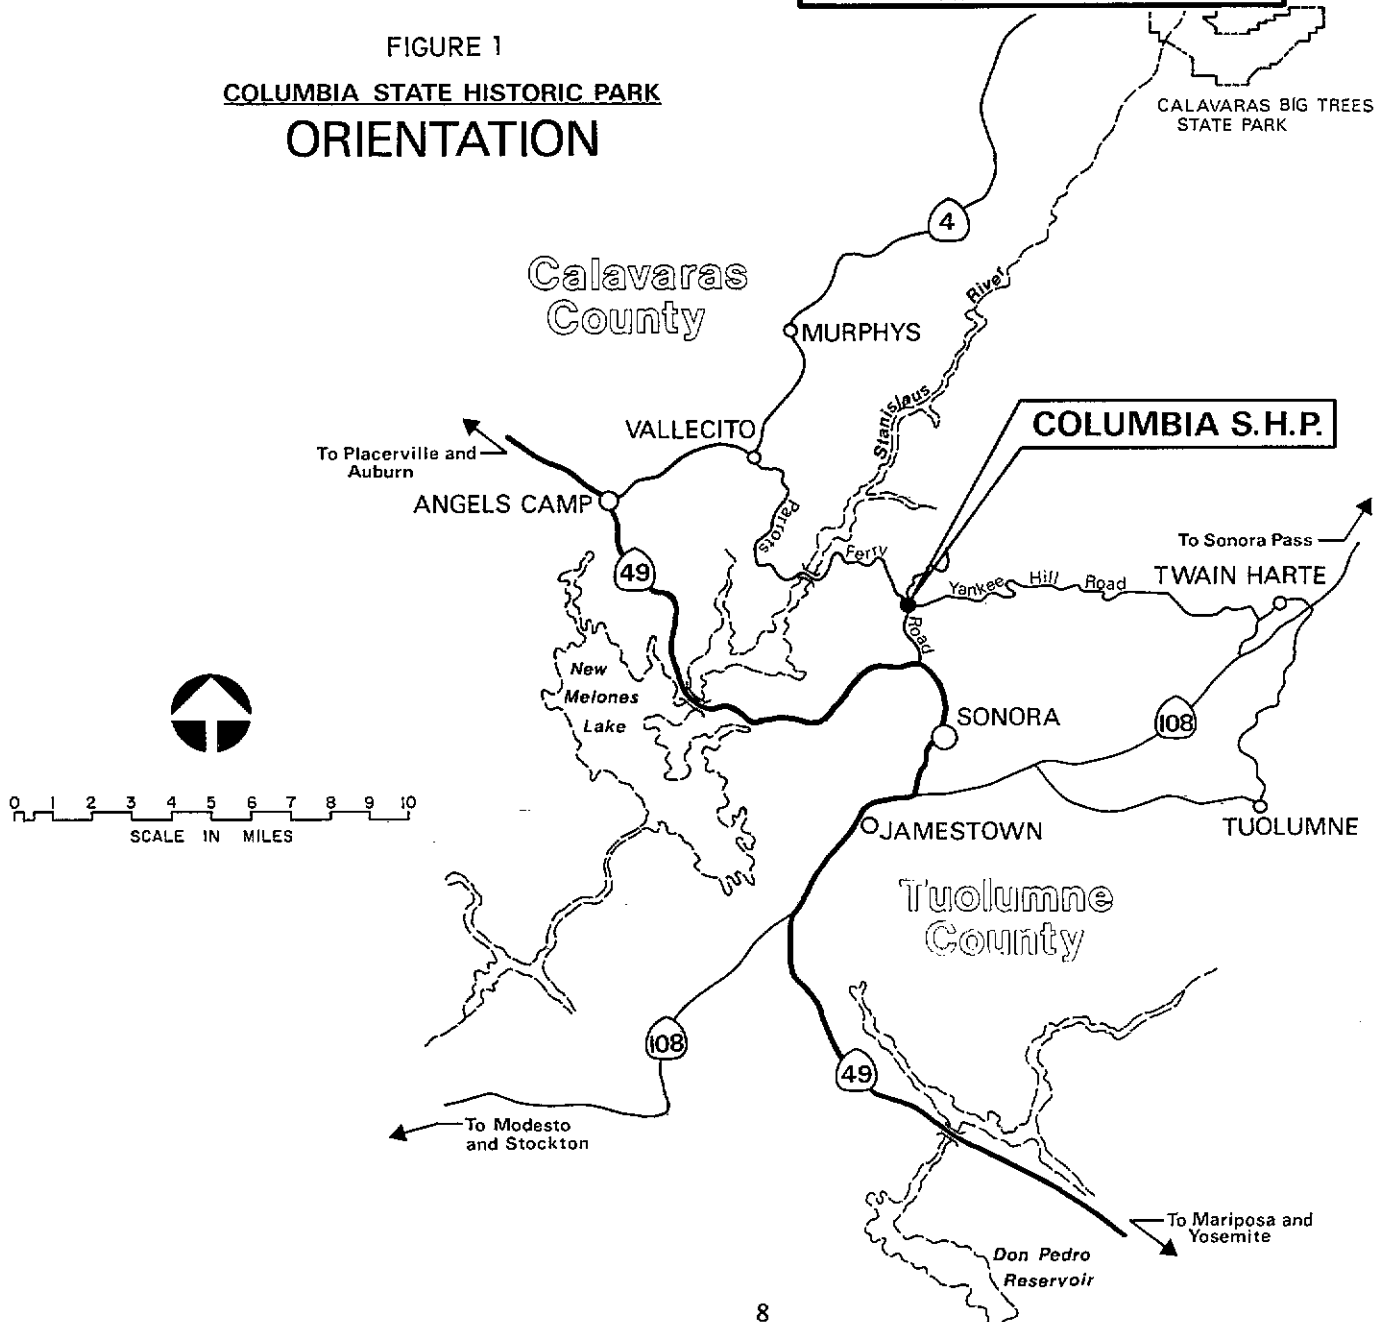 FIGURE 1
COLUMBIA STATE HISTORIC PARK
ORIENTATION
CALAVARAS BIG TREES
STATE PARK
4
Calavaras
County
River
MURPHYS
Stanislaus
COLUMBIA S.H.P.
VALLECITO
To Placerville and
Auburn
ANGELS CAMP
Parrots
Ferry
Road
To Sonora Pass
TWAIN HARTE
Yankee Hill Road
49
New
Melones
Lake
SONORA
108
0 1 2 3 4 5 6 7 8 9 10
SCALE IN MILES
JAMESTOWN
TUOLUMNE
Tuolumne
County
108
49
To Modesto
and Stockton
To Mariposa and
Yosemite
Don Pedro
Reservoir
8